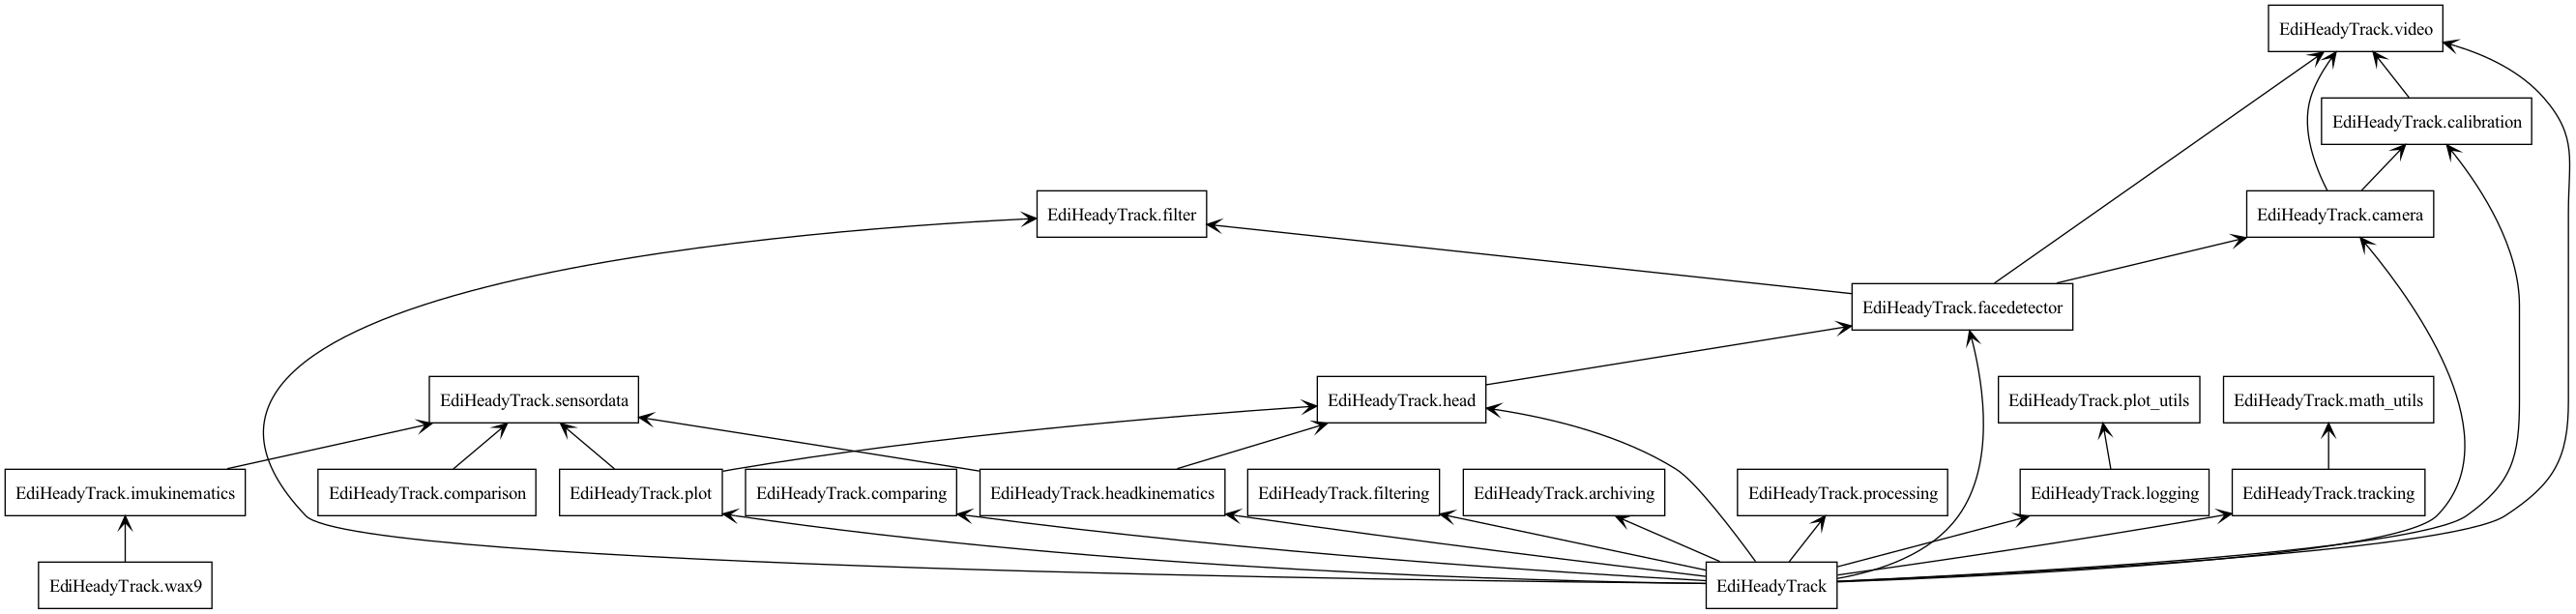 EdiHeadyTrack.video
EdiHeadyTrack.calibration
EdiHeadyTrack.filter
EdiHeadyTrack.camera
EdiHeadyTrack.facedetector
EdiHeadyTrack.sensordata
EdiHeadyTrack.head
EdiHeadyTrack.plot_utils
EdiHeadyTrack.math_utils
EdiHeadyTrack.imukinematics
EdiHeadyTrack.comparison
EdiHeadyTrack.plot
EdiHeadyTrack.comparing
EdiHeadyTrack.headkinematics
EdiHeadyTrack.filtering
EdiHeadyTrack.archiving
EdiHeadyTrack.processing
EdiHeadyTrack.logging
EdiHeadyTrack.tracking
EdiHeadyTrack.wax9
EdiHeadyTrack